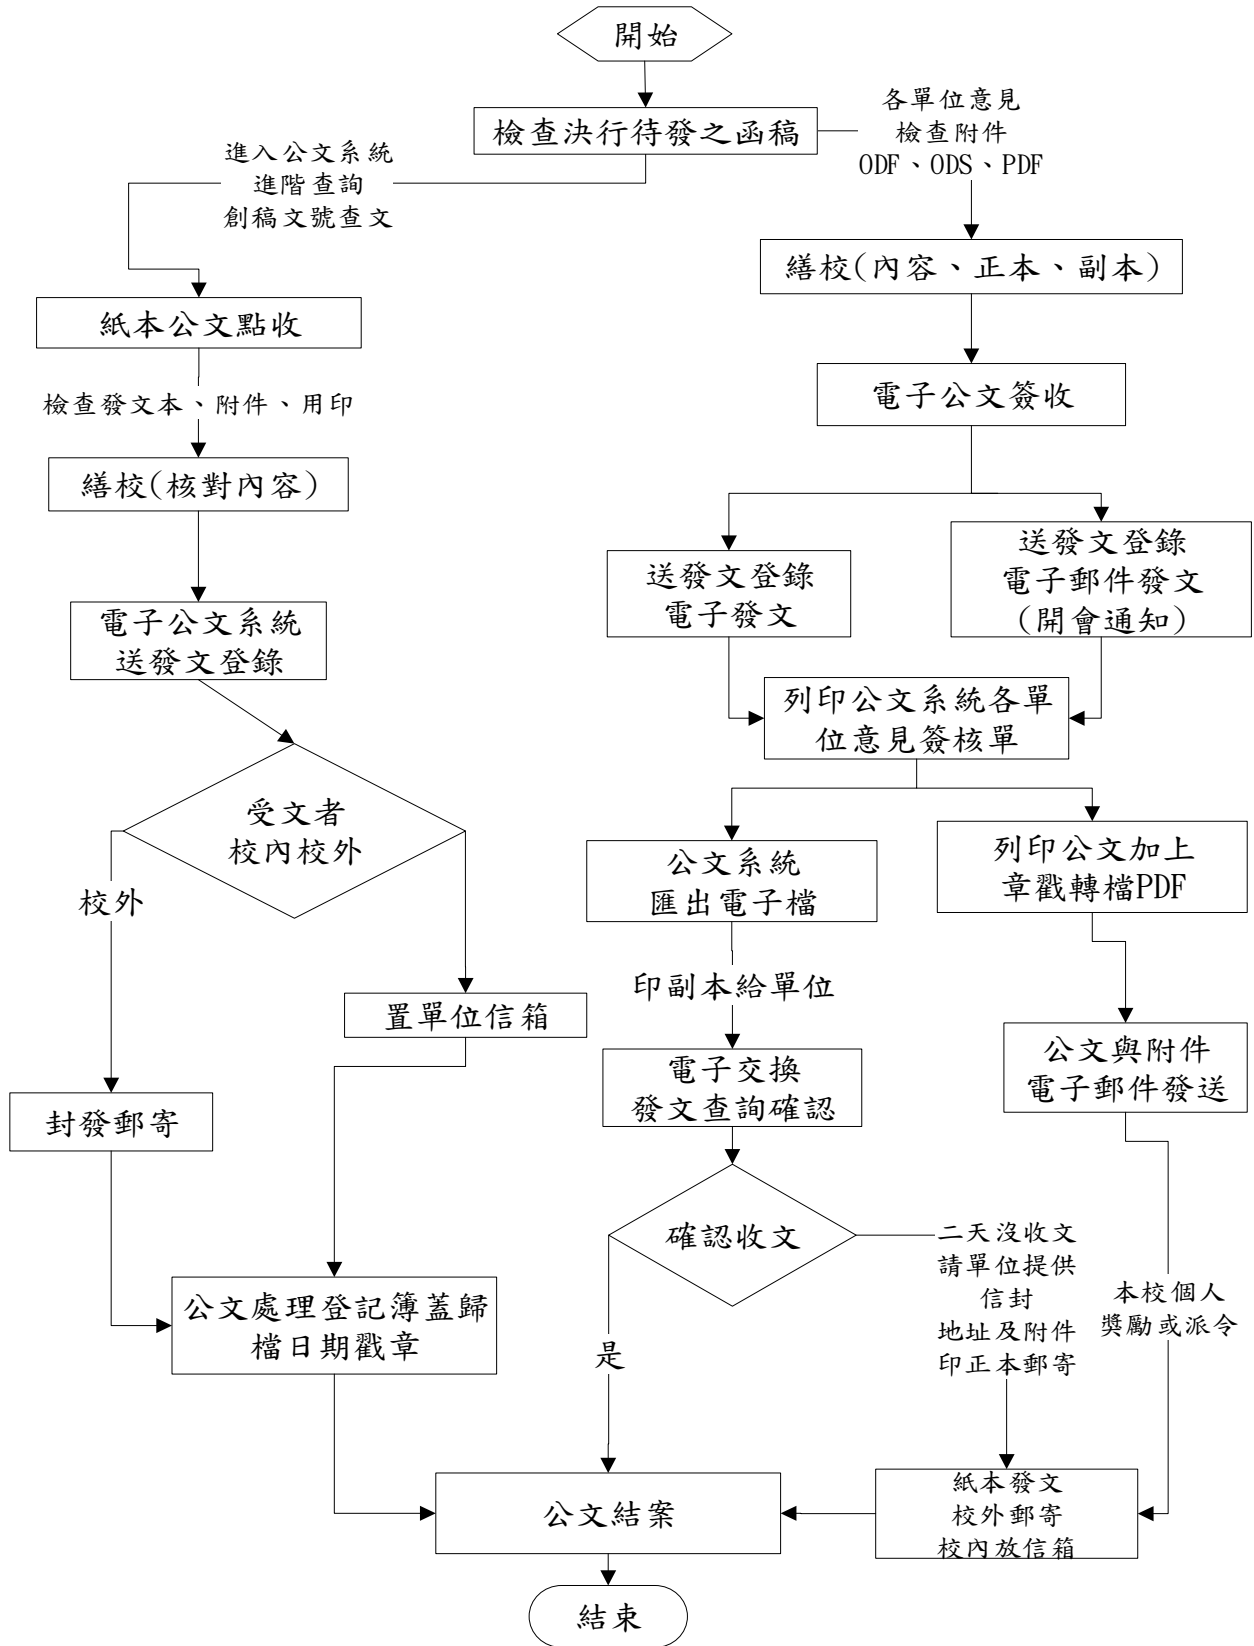 開始
檢查決行待發之函稿
各單位意見
檢查附件
ODF、ODS、PDF
進入公文系統
進階查詢
創稿文號查文
繕校(內容、正本、副本)
紙本公文點收
電子公文簽收
檢查發文本、附件、用印
繕校(核對內容)
送發文登錄
電子發文
送發文登錄
電子郵件發文
(開會通知)
電子公文系統
送發文登錄
列印公文系統各單
位意見簽核單
受文者
校內校外
公文系統
匯出電子檔
列印公文加上
章戳轉檔PDF
校外
印副本給單位
置單位信箱
電子交換
發文查詢確認
公文與附件
電子郵件發送
封發郵寄
確認收文
二天沒收文
請單位提供
信封
地址及附件
印正本郵寄
本校個人
獎勵或派令
公文處理登記簿蓋歸
檔日期戳章
是
公文結案
紙本發文
校外郵寄
校內放信箱
結束